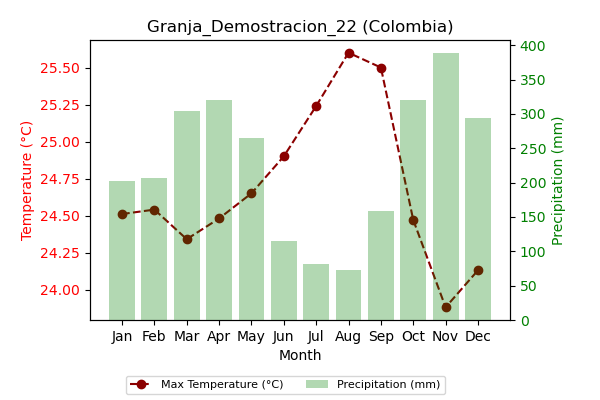 Granja_Demostracion_22 (Colombia)
Temperature (°C)
25.50
25.25
25.00
24.75
24.50
24.25
24.00
400
350
300
250
200
150
100
50
0
Precipitation (mm)
Jan Feb Mar Apr May Jun Jul Aug Sep Oct Nov Dec
Month
Max Temperature (°C) Precipitation (mm)